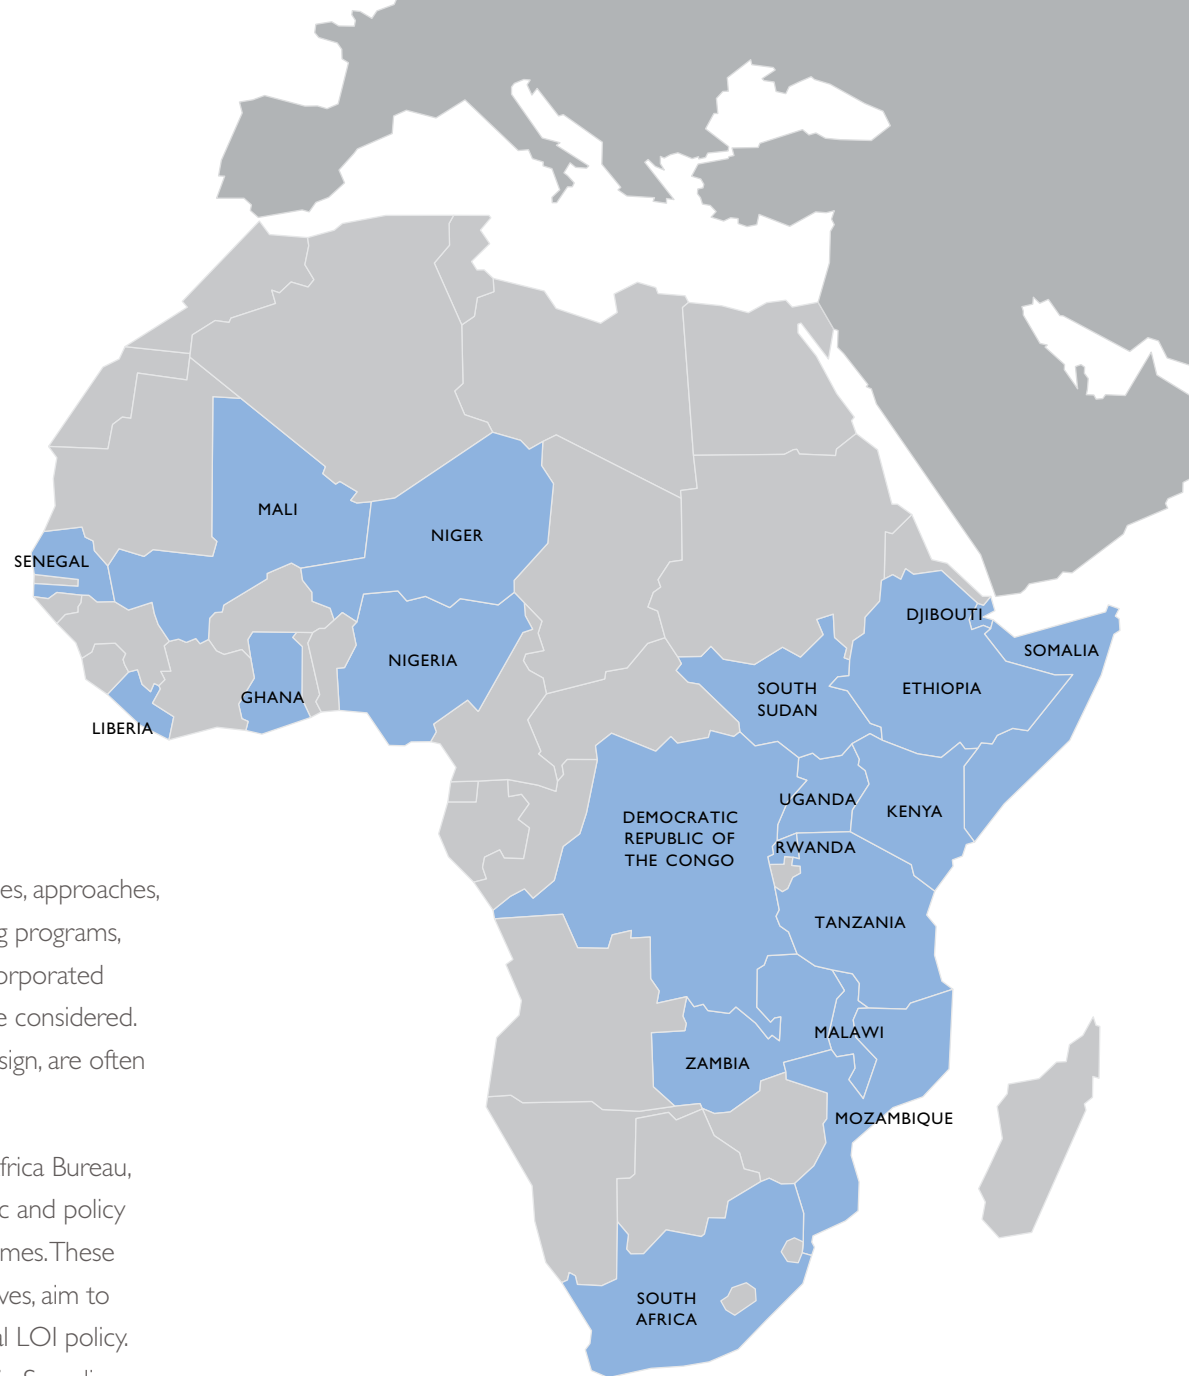 MALI
NIGER
SENEGAL
DJIBOUTI
SOMALIA
NIGERIA
SOUTH
SUDAN
ETHIOPIA
GHANA
LIBERIA
UGANDA
KENYA
DEMOCRATIC
REPUBLIC OF
THE CONGO
RWANDA
TANZANIA
MALAWI
ZAMBIA
MOZAMBIQUE
SOUTH
AFRICA
es, approaches,
g programs,
orporated
e considered.
sign, are often
frica Bureau,
c and policy
mes. These
ves, aim to
al LOI policy.